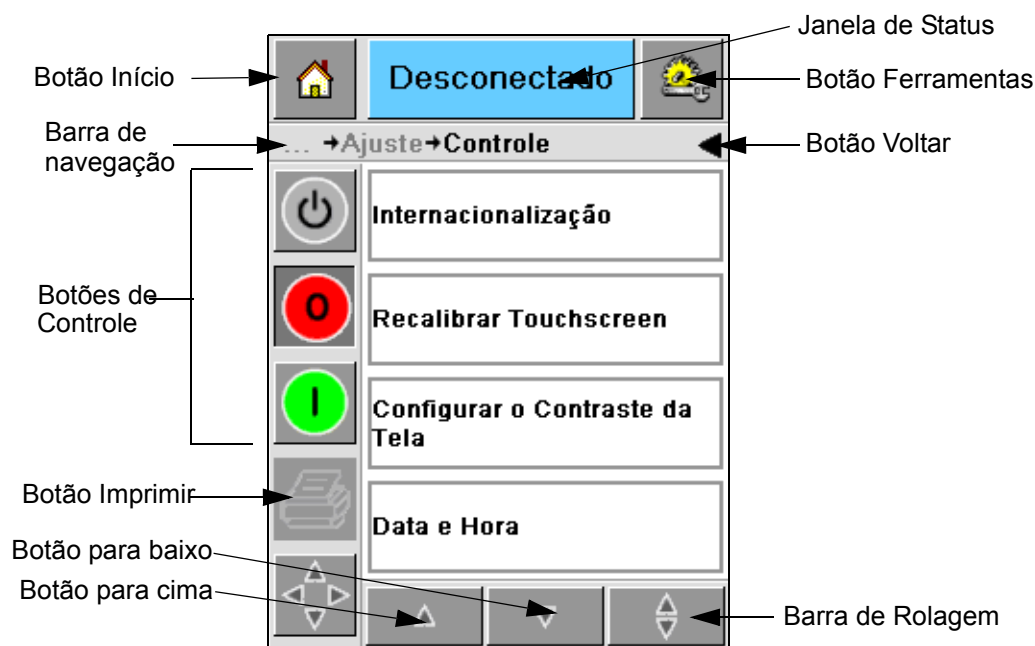 Janela de Status
Botão Início
Desconectado
Botão Ferramentas
Barra de
navegação
... →Ajuste→Controle
Botão Voltar
Internacionalização
Botões de
Controle
O
Recalibrar Touchscreen
I
Configurar o Contraste da
Tela
Botão Imprimir
Data e Hora
Botão para baixo
Botão para cima
Barra de Rolagem